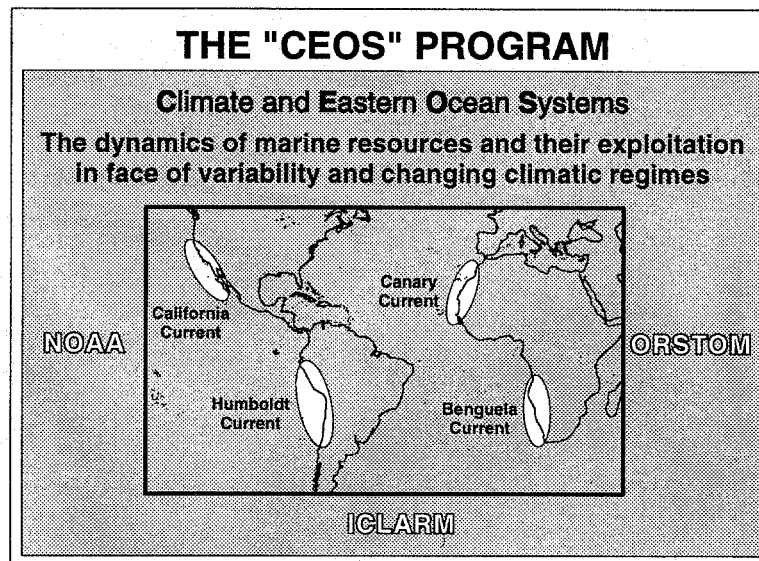 THE "CEOS" PROGRAM
Climate and Eastern Ocean Systems
The dynamics of marine resources and their exploitation
in face of variability and changing climatic regimes
California
Current
Canary
Current
NOAA
ORSTOM
Humboldt
Current
Benguela
Current
ICLARM